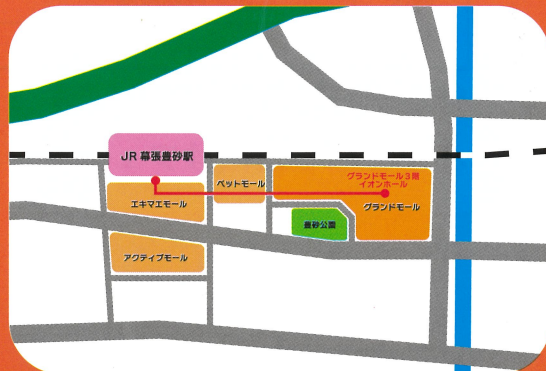 JR 幕張豊砂駅
ペットモール
グランドモール3階
イオンホール
エキマエモール
グランドモール
豊砂公園
アクティブモール